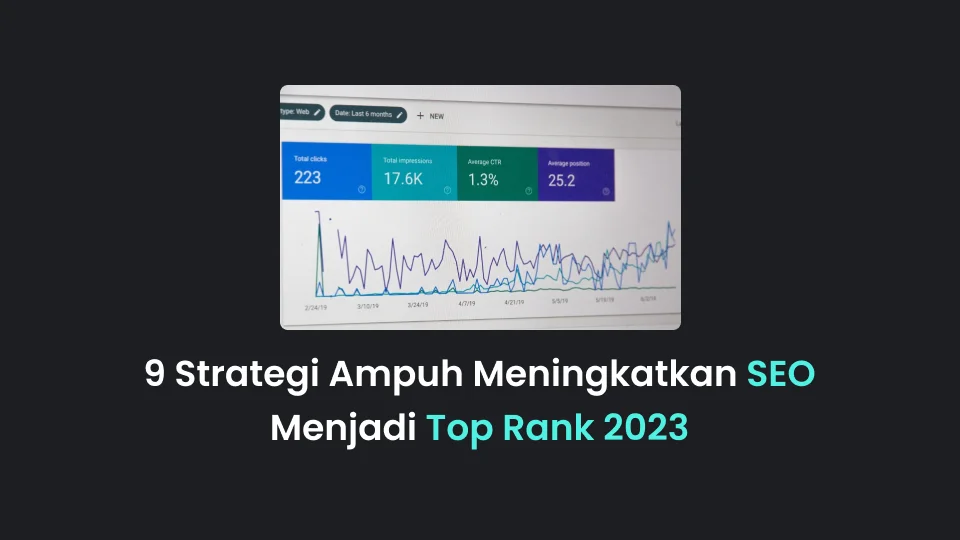 type: Web
Date: Last 6 months
+ NEW
Total clicks
223
Total impressions
17.6K
Average CTR
1.3%
Average position
25.2
2/24/19 3/10/19 3/24/19 4/7/19 4/21/19 5/5/19 5/19/19 6/2/19
9 Strategi Ampuh Meningkatkan SEO
Menjadi Top Rank 2023